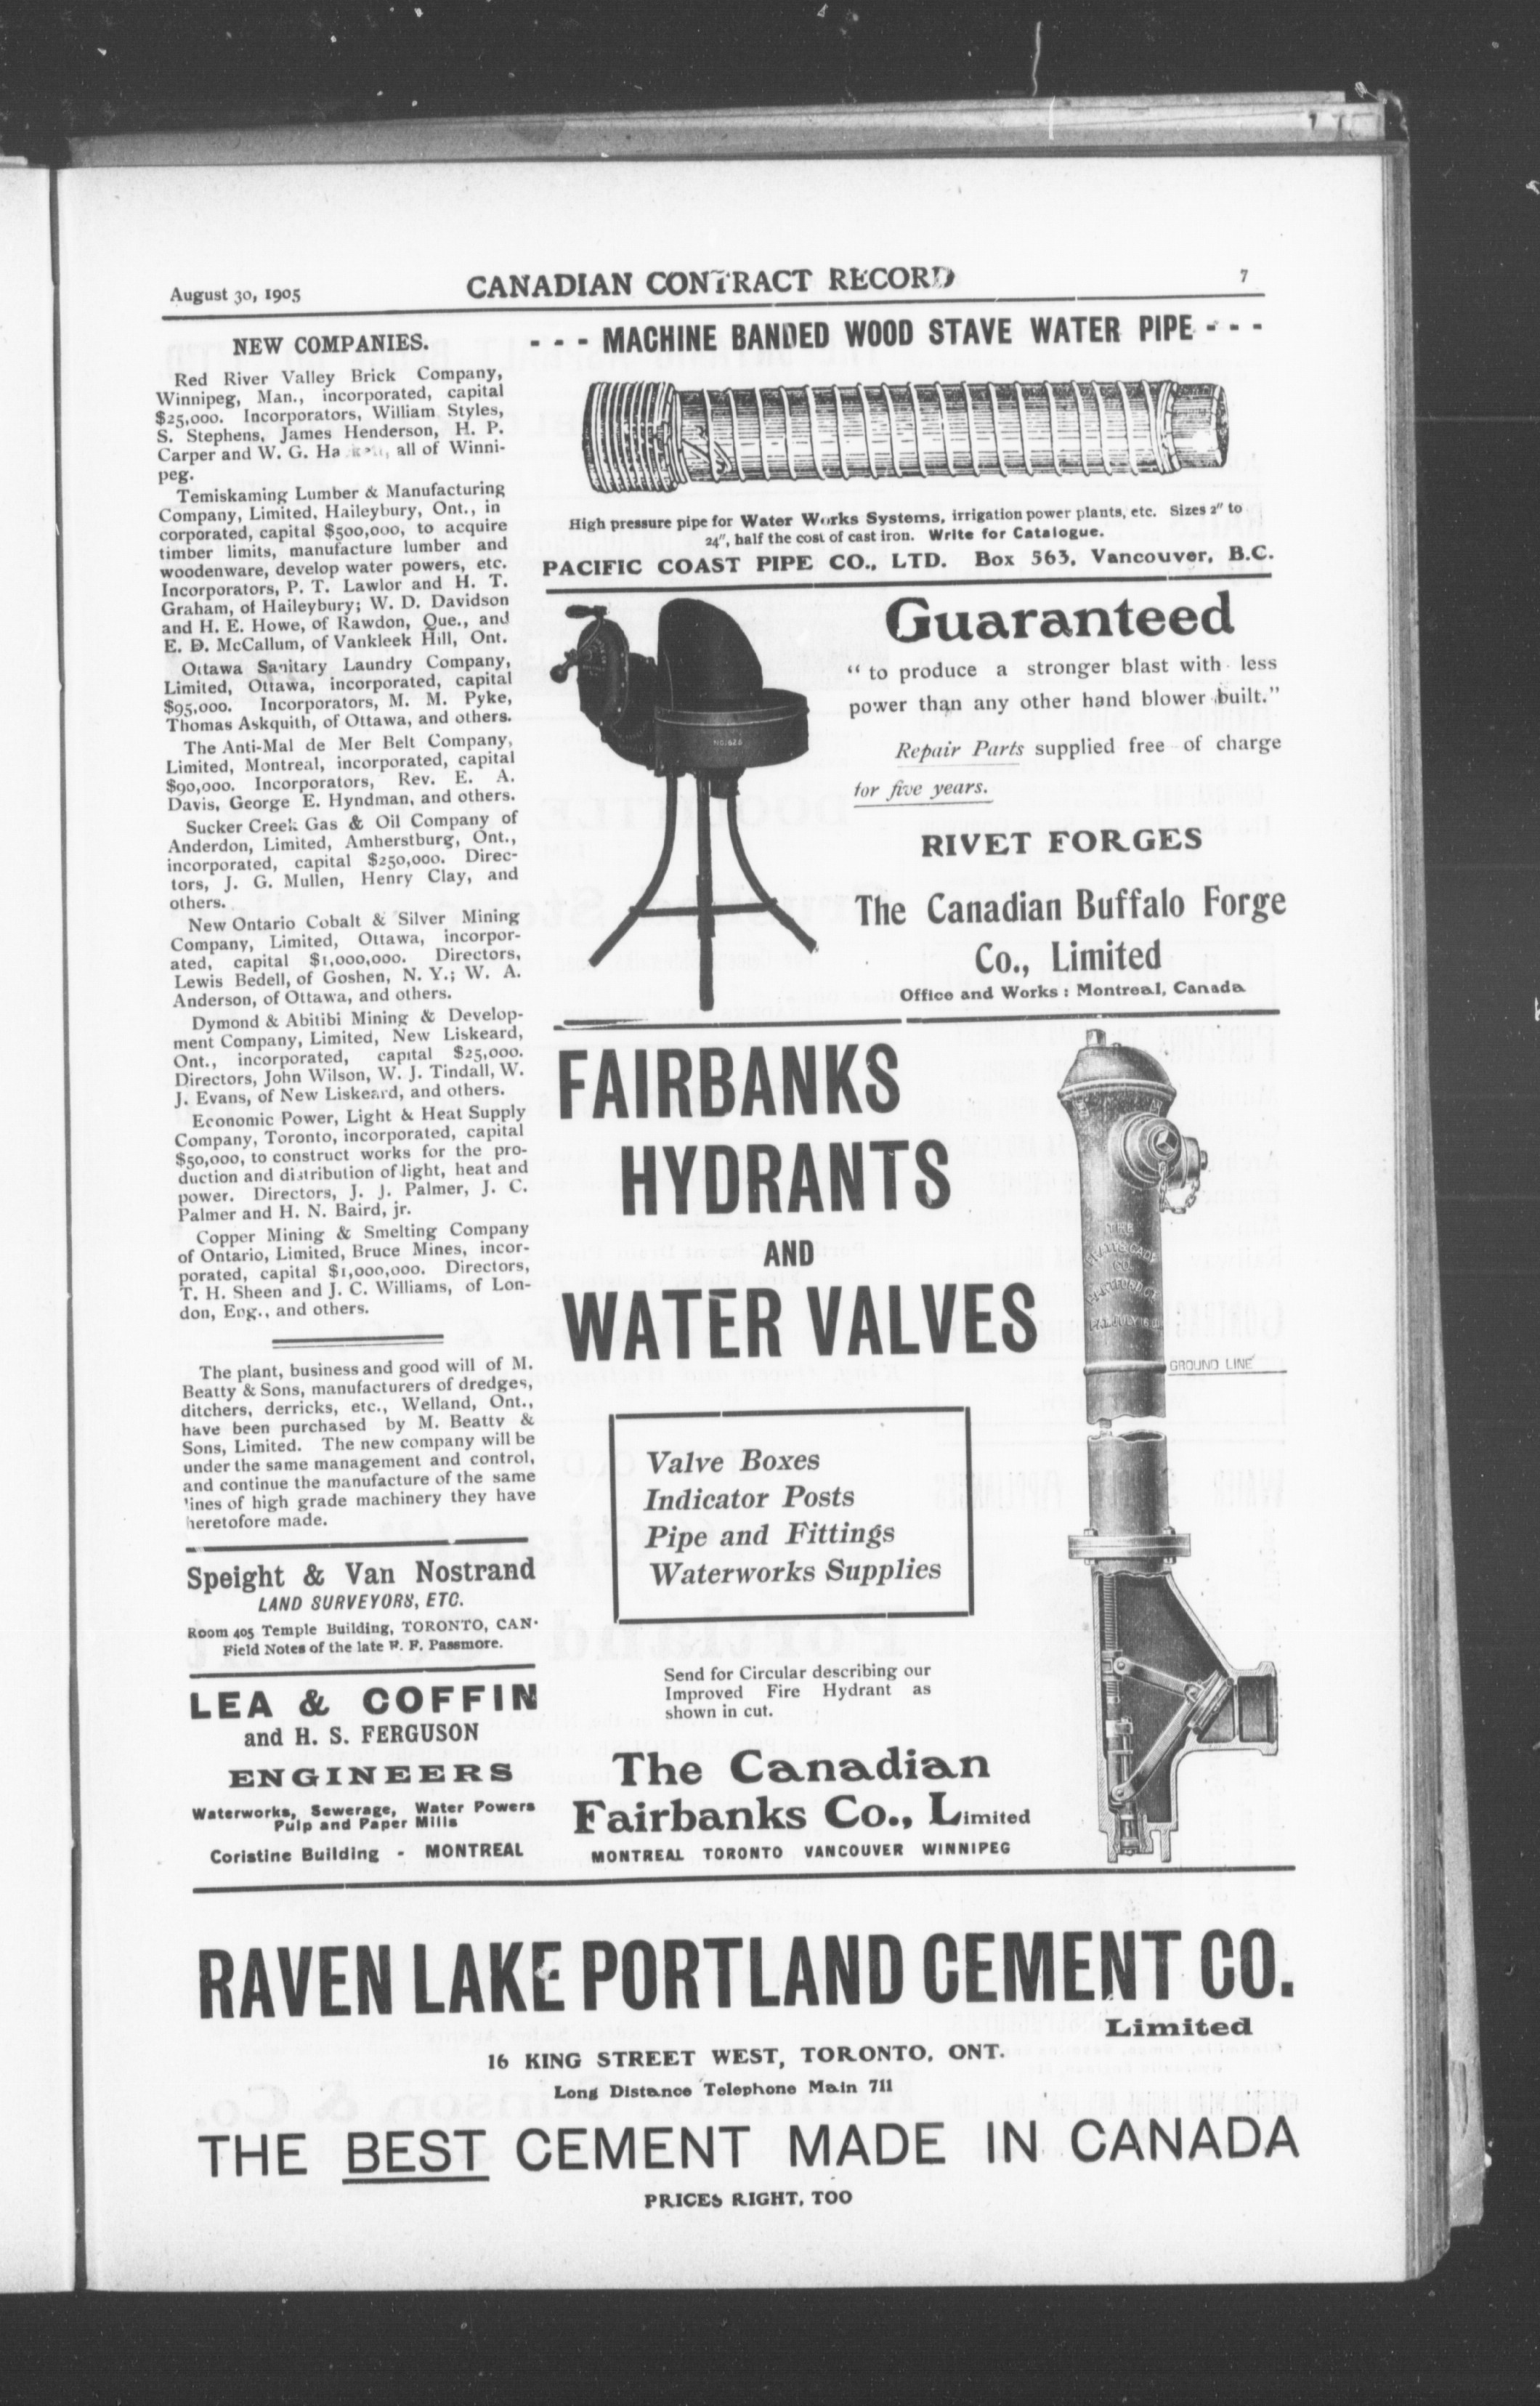 August 30, 1905
CANADIAN CONTRACT RECORD
7
NEW COMPANIES.
Red River Valley Brick Company,
Winnipeg, Man., incorporated, capital
$25,000. Incorporators, William Styles,
S. Stephens, James Henderson, H. P.
Carper and W. G. all of Winni-
peg.
Temiskaming Lumber & Manufacturing
Company, Limited, Haileybury, Ont., in
corporated, capital $500,000, to acquire
timber limits, manufacture lumber and
woodenware, develop water powers, etc.
Incorporators, P. T. Lawlor and H. T.
Graham, of Haileybury; W. D. Davidson
and H. E. Howe, of Rawdon, Que., and
E. D. McCallum, of Vankleek Hill, Ont.
Ottawa Sanitary Laundry Company,
Limited, Ottawa, incorporated, capital
$95,000. Incorporators, M. M. Pyke,
Thomas Askquith, of Ottawa, and others.
The Anti-Mal de Mer Belt Company,
Limited, Montreal, incorporated, capital
$90,000. Incorporators, Rev. E. A.
Davis, George E. Hyndman, and others.
Sucker Creek Gas & Oil Company of
Anderdon, Limited, Amherstburg, Ont.,
incorporated, capital $250,000. Direc-
tors, J. G. Mullen, Henry Clay, and
others.
New Ontario Cobalt & Silver Mining
Company, Limited, Ottawa, incorpor-
ated, capital $1,000,000. Directors,
Lewis Bedell, of Goshen, N. Y.; W. A.
Anderson, of Ottawa, and others.
Dymond & Abitibi Mining & Develop-
ment Company, Limited, New Liskeard,
Ont., incorporated, capital $25,000.
Directors, John Wilson, W. J. Tindall, W.
J. Evans, of New Liskeard, and others.
Economic Power, Light & Heat Supply
Company, Toronto, incorporated, capital
$50,000, to construct works for the pro-
duction and distribution of light, heat and
power. Directors, J. J. Palmer, J. C.
Palmer and H. N. Baird, jr.
Copper Mining & Smelting Company
of Ontario, Limited, Bruce Mines, incor-
porated, capital $1,000,000. Directors,
T. H. Sheen and J. C. Williams, of Lon-
don, Eng., and others.
The plant, business and good will of M.
Beatty & Sons, manufacturers of dredges,
ditchers, derricks, etc., Welland, Ont.,
have been purchased by M. Beatty &
Sons, Limited. The new company will be
under the same management and control,
and continue the manufacture of the same
lines of high grade machinery they have
heretofore made.
Speight & Van Nostrand
LAND SURVEYORS, ETC.
Room 405 Temple Building, TORONTO, CAN.
Field Notes of the late F. F. Passmore.
LEA & COFFIN
and H. S. FERGUSON
ENGINEERS
Waterworks, Sewerage, Water Powers
Pulp and Paper Mills
Coristine Building - MONTREAL
- - - MACHINE BANDED WOOD STAVE WATER PIPE - - -
High pressure pipe for Water Works Systems, irrigation power plants, etc. Sizes 2" to
24", half the cost of cast iron. Write for Catalogue.
PACIFIC COAST PIPE CO., LTD. Box 563, Vancouver, B.C.
Guaranteed
“ to produce a stronger blast with less
power than any other hand blower built.”
Repair Parts supplied free of charge
for five years.
RIVET FORGES
The Canadian Buffalo Forge
Co., Limited
Office and Works : Montreal, Canada
FAIRBANKS
HYDRANTS
AND
WATER VALVES
GROUND LINE
Valve Boxes
Indicator Posts
Pipe and Fittings
Waterworks Supplies
Send for Circular describing our
Improved Fire Hydrant as
shown in cut.
The Canadian
Fairbanks Co., Limited
MONTREAL TORONTO VANCOUVER WINNIPEG
RAVEN LAKE PORTLAND CEMENT CO.
Limited
16 KING STREET WEST, TORONTO, ONT.
Long Distance Telephone Main 711
THE BEST CEMENT MADE IN CANADA
PRICES RIGHT, TOO